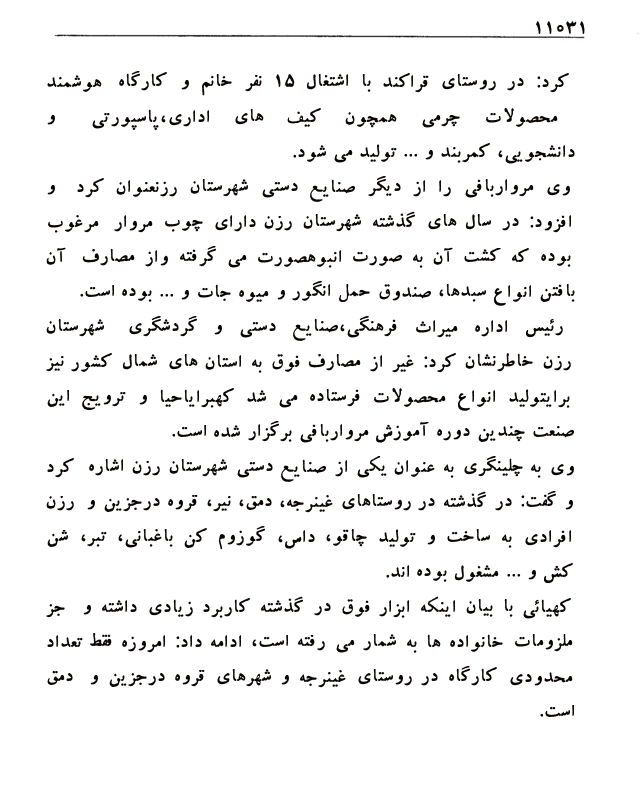 ۱۱۰۳۱
کرد: در روستای قراکند با اشتغال ۱۵ نفر خانم و کارگاه هوشمند
محصولات چرمی همچون کیف های اداری،پاسپورتی و
دانشجویی، کمربند و ... تولید می شود.
وی مرواربافی را از دیگر صنایع دستی شهرستان رزنعنوان کرد و
افزود: در سال های گذشته شهرستان رزن دارای چوب مروار مرغوب
بوده که کشت آن به صورت انبوهصورت می گرفته واز مصارف آن
بافتن انواع سبدها، صندوق حمل انگور و میوه جات و ... بوده است.
رئیس اداره میراث فرهنگی،صنایع دستی و گردشگری شهرستان
رزن خاطرنشان کرد: غیر از مصارف فوق به استان های شمال کشور نیز
برایتولید انواع محصولات فرستاده می شد کهبرایاحیا و ترویج این
صنعت چندین دوره آموزش مرواربافی برگزار شده است.
وی به چلینگری به عنوان یکی از صنایع دستی شهرستان رزن اشاره کرد
و گفت: در گذشته در روستاهای غینرجه، دمق، نیر، قروه درجزین و رزن
افرادی به ساخت و تولید چاقو، داس، گوزوم کن باغبانی، تبر، شن
کش و ... مشغول بوده اند.
کهیائی با بیان اینکه ابزار فوق در گذشته کاربرد زیادی داشته و جز
ملزومات خانواده ها به شمار می رفته است، ادامه داد: امروزه فقط تعداد
محدودی کارگاه در روستای غینرجه و شهرهای قروه درجزین و دمق
است.